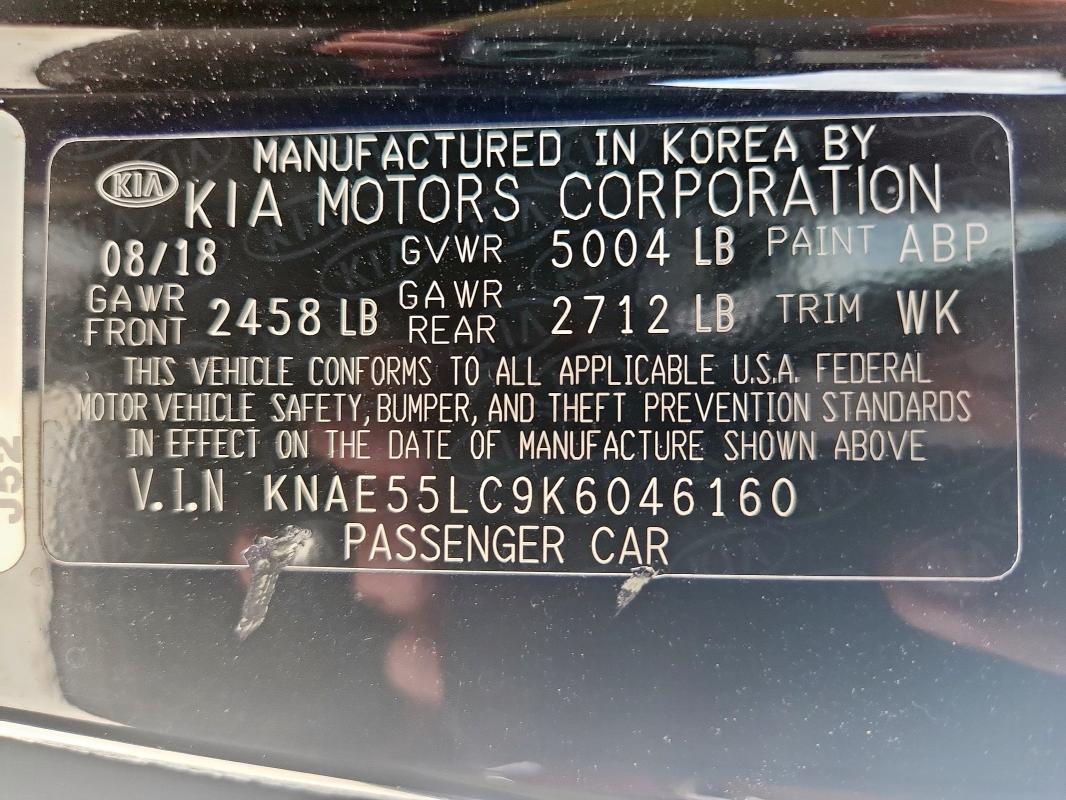 MANUFACTURED IN KOREA BY
KIA KIA MOTORS CORPORATION
08/18 GVWR 5004 LB PAINT ABP
GAWR FRONT 2458 LB GAWR REAR 2712 LB TRIM WK
THIS VEHICLE CONFORMS TO ALL APPLICABLE U.S.A. FEDERAL
MOTOR VEHICLE SAFETY, BUMPER, AND THEFT PREVENTION STANDARDS
IN EFFECT ON THE DATE OF MANUFACTURE SHOWN ABOVE
V.I.N KNAE55LC9K6046160
PASSENGER CAR
J52